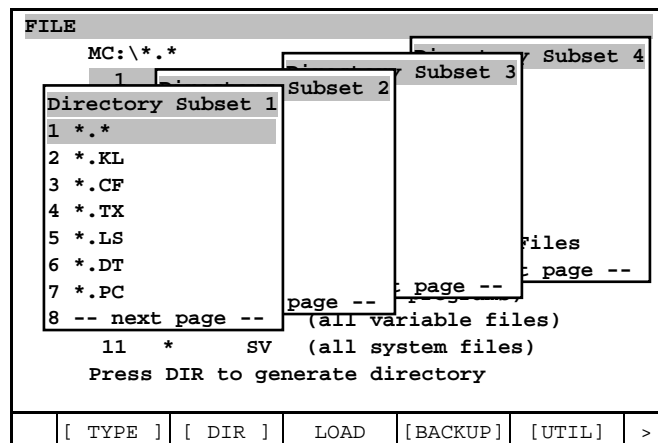 FILE
MC:\*.*
Directory Subset 4
Subset 3
Subset 2
1
Directory Subset 1
1 *.*
2 *.KL
3 *.CF
4 *.TX
5 *.LS
6 *.DT
7 *.PC
8 -- next page --
Files
page --
page --
page --
(all variable files)
11 * SV (all system files)
Press DIR to generate directory
[ TYPE ] [ DIR ] LOAD [BACKUP] [UTIL] >